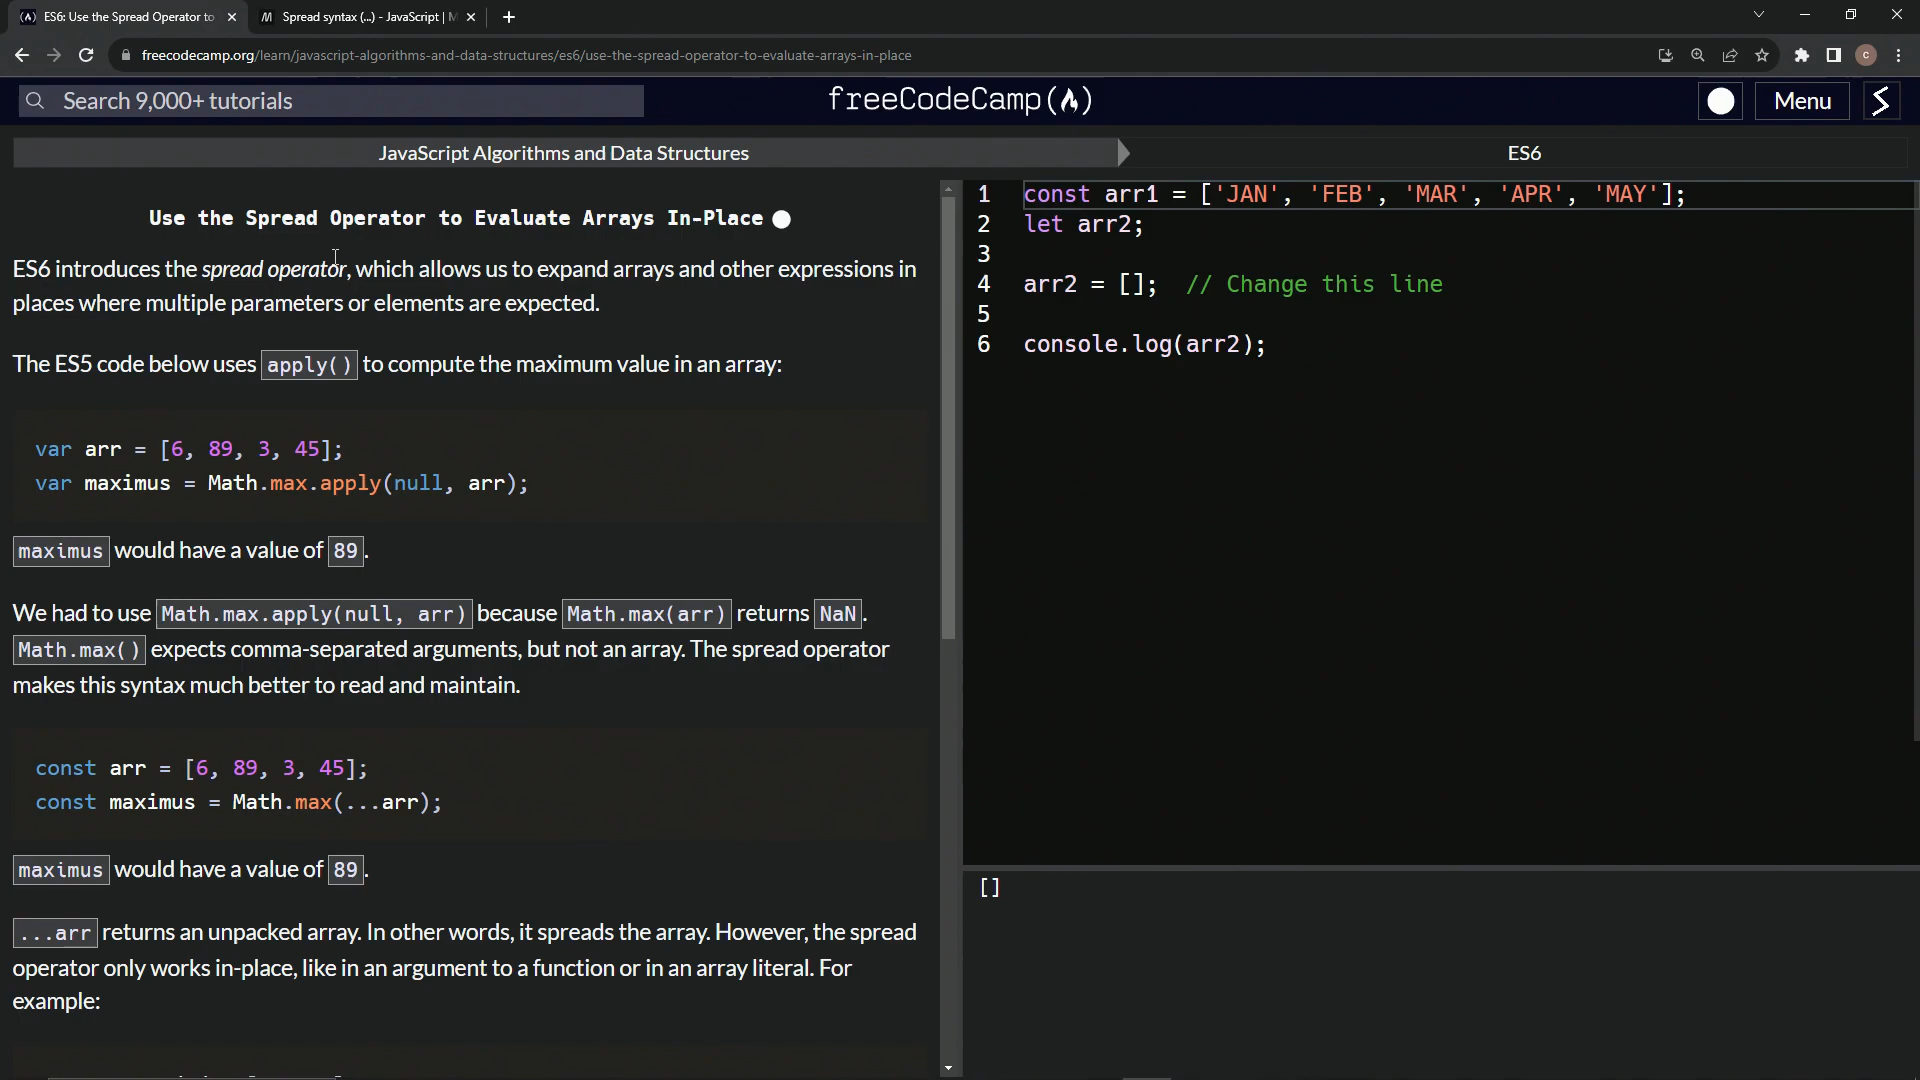 ES6: Use the Spread Operator to
Spread syntax (...) - JavaScript | M
freecodecamp.org/learn/javascript-algorithms-and-data-structures/es6/use-the-spread-operator-to-evaluate-arrays-in-place
C
Search 9,000+ tutorials
freeCodeCamp(🔥)
Menu
JavaScript Algorithms and Data Structures
ES6
Use the Spread Operator to Evaluate Arrays In-Place
ES6 introduces the spread operator, which allows us to expand arrays and other expressions in
places where multiple parameters or elements are expected.
The ES5 code below uses apply() to compute the maximum value in an array:
var arr = [6, 89, 3, 45];
var maximus = Math.max.apply(null, arr);
maximus would have a value of 89.
We had to use Math.max.apply(null, arr) because Math.max(arr) returns NaN.
Math.max() expects comma-separated arguments, but not an array. The spread operator
makes this syntax much better to read and maintain.
const arr = [6, 89, 3, 45];
const maximus = Math.max(...arr);
maximus would have a value of 89.
...arr returns an unpacked array. In other words, it spreads the array. However, the spread
operator only works in-place, like in an argument to a function or in an array literal. For
example:
1 const arr1 = ['JAN', 'FEB', 'MAR', 'APR', 'MAY'];
2 let arr2;
3
4 arr2 = [];  // Change this line
5
6 console.log(arr2);
[]